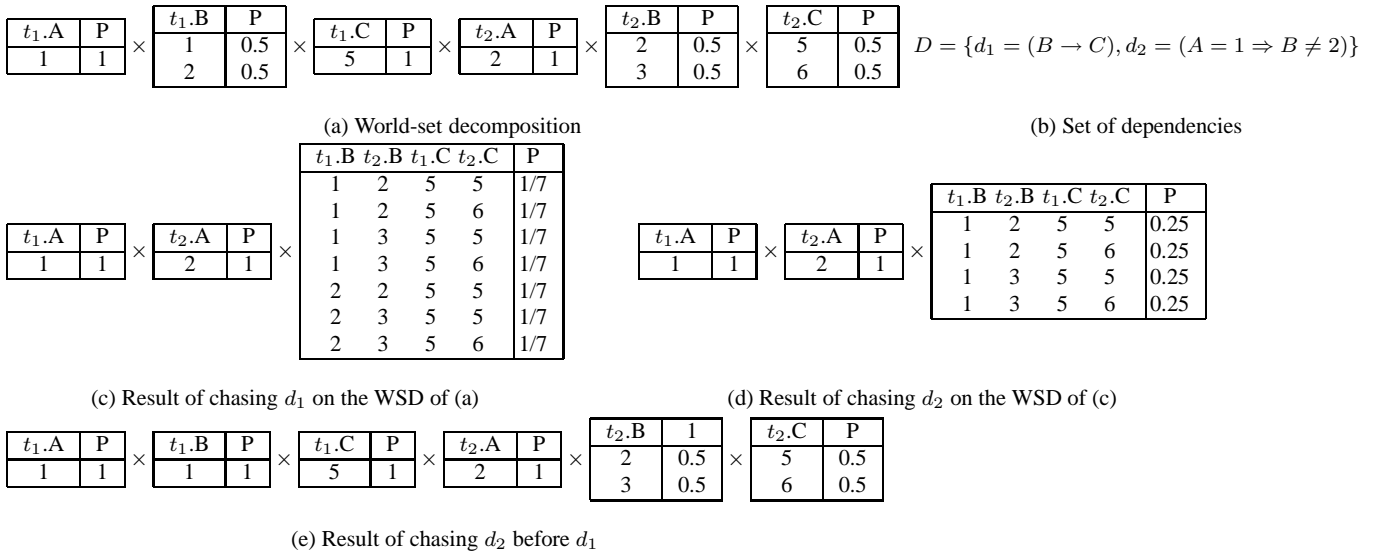 t₁.A P × t₁.B P × t₁.C P × t₂.A P × t₂.B P × t₂.C P D = {d₁ = (B → C), d₂ = (A = 1 ⇒ B ≠ 2)}
1 1 1 0.5 5 1 2 1 2 0.5 5 0.5
2 0.5 3 0.5 6 0.5
(a) World-set decomposition (b) Set of dependencies
t₁.A P × t₂.A P × t₁.B t₂.B t₁.C t₂.C P
1 1 2 1
1 2 5 5 1/7
1 2 5 6 1/7
1 3 5 5 1/7
1 3 5 6 1/7
2 2 5 5 1/7
2 3 5 5 1/7
2 3 5 6 1/7
t₁.A P × t₂.A P × t₁.B t₂.B t₁.C t₂.C P
1 1 2 1
1 2 5 5 0.25
1 2 5 6 0.25
1 3 5 5 0.25
1 3 5 6 0.25
(c) Result of chasing d₁ on the WSD of (a) (d) Result of chasing d₂ on the WSD of (c)
t₁.A P × t₁.B P × t₁.C P × t₂.A P × t₂.B 1 × t₂.C P
1 1 1 1 5 1 2 1 2 0.5 5 0.5
3 0.5 6 0.5
(e) Result of chasing d₂ before d₁